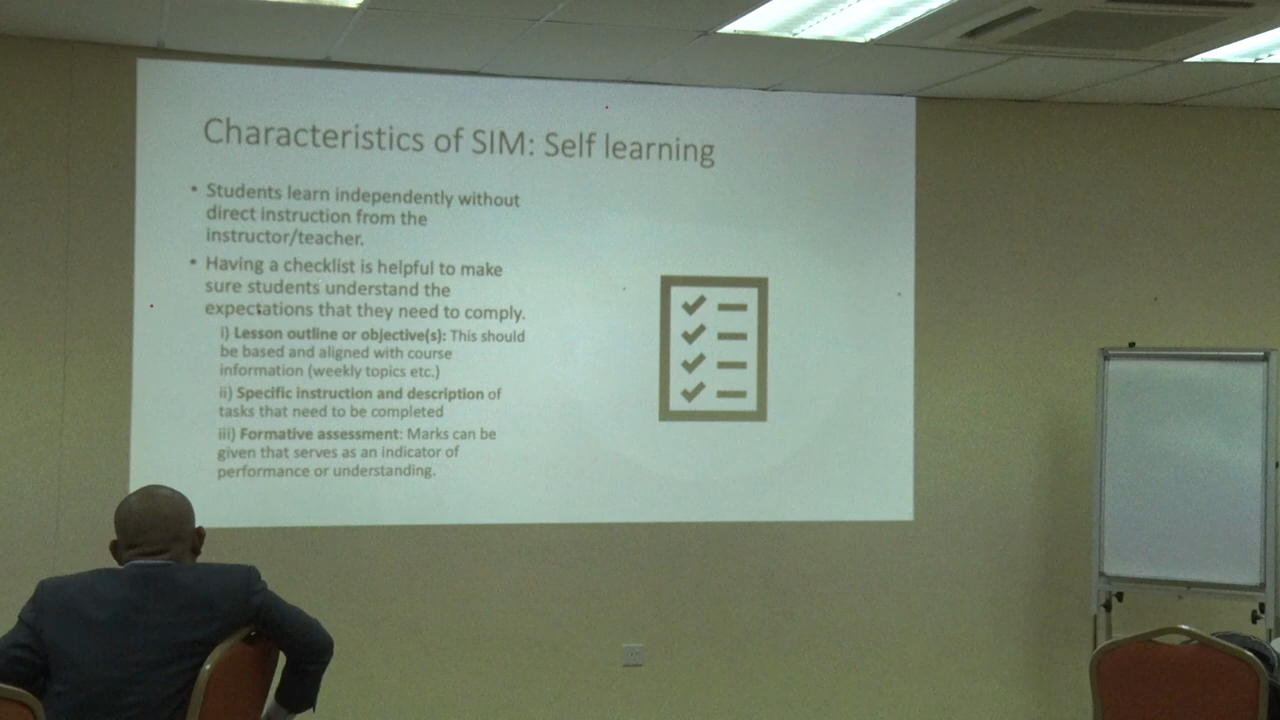 Characteristics of SIM: Self learning
• Students learn independently without
direct instruction from the
instructor/teacher.
• Having a checklist is helpful to make
sure students understand the
expectations that they need to comply.
i) Lesson outline or objective(s): This should
be based and aligned with course
information (weekly topics etc.)
ii) Specific instruction and description of
tasks that need to be completed
iii) Formative assessment: Marks can be
given that serves as an indicator of
performance or understanding.